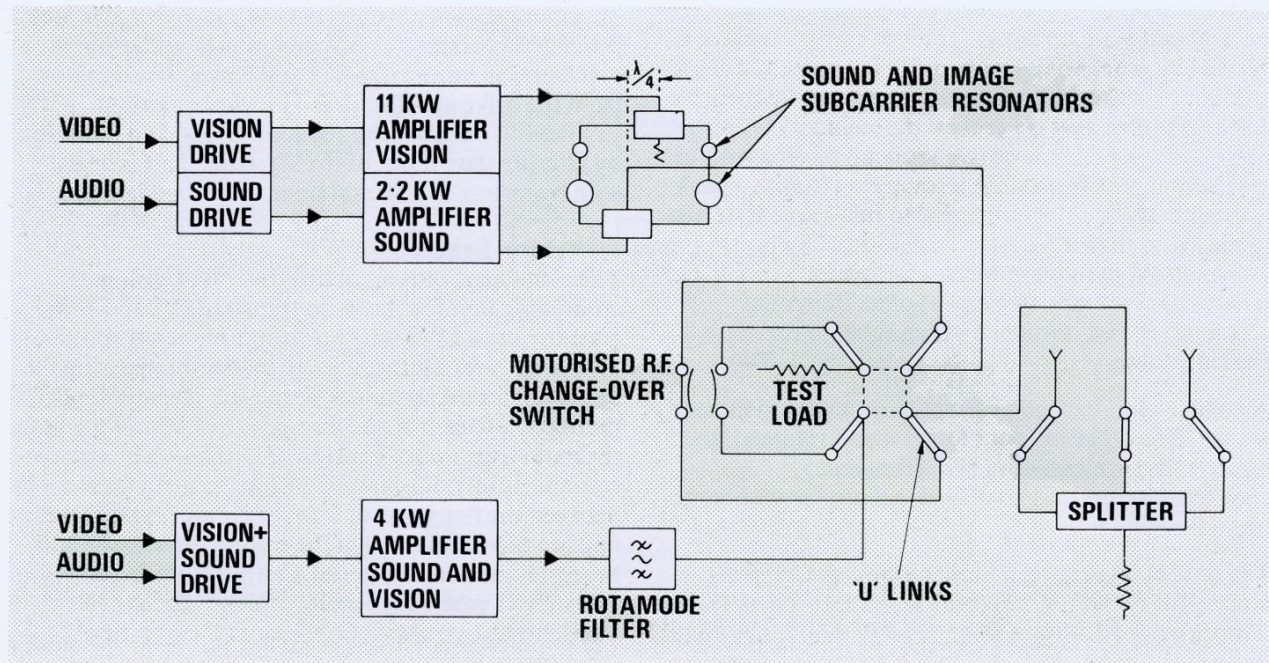 VIDEO
AUDIO
VISION
DRIVE
SOUND
DRIVE
11 KW
AMPLIFIER
VISION
2·2 KW
AMPLIFIER
SOUND
λ/4
SOUND AND IMAGE
SUBCARRIER RESONATORS
MOTORISED R.F.
CHANGE-OVER
SWITCH
TEST
LOAD
VIDEO
AUDIO
VISION+
SOUND
DRIVE
4 KW
AMPLIFIER
SOUND AND
VISION
ROTAMODE
FILTER
'U' LINKS
SPLITTER